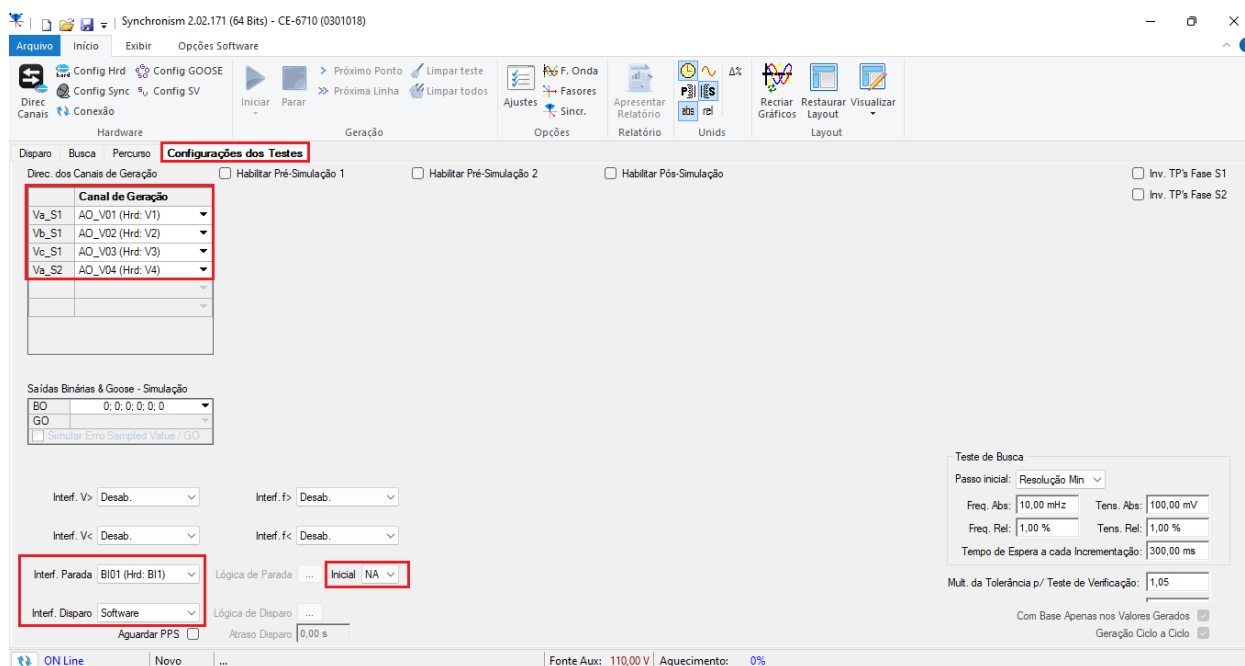 Synchronism 2.02.171 (64 Bits) - CE-6710 (0301018)
Arquivo Início Exibir Opções Software
Direc Canais
Config Hrd Config GOOSE
Config Sync Config SV
Conexão
Hardware
Iniciar Parar
> Próximo Ponto Limpar teste
>> Próxima Linha Limpar todos
Geração
Ajustes
F. Onda
Fasores
Sincr.
Opções
Apresentar Relatório
Relatório
Δ%
P S
abs rel
Unids
Recriar Gráficos
Restaurar Layout
Visualizar
Layout
Disparo Busca Percurso Configurações dos Testes
Direc. dos Canais de Geração Habilitar Pré-Simulação 1 Habilitar Pré-Simulação 2 Habilitar Pós-Simulação Inv. TP's Fase S1
Inv. TP's Fase S2
Canal de Geração
Va_S1 AO_V01 (Hrd: V1)
Vb_S1 AO_V02 (Hrd: V2)
Vc_S1 AO_V03 (Hrd: V3)
Va_S2 AO_V04 (Hrd: V4)
Saídas Binárias & Goose - Simulação
BO 0; 0; 0; 0; 0; 0
GO
Simular Erro Sampled Value / GO
Interf. V> Desab. Interf. f> Desab.
Interf. V< Desab. Interf. f< Desab.
Interf. Parada BI01 (Hrd: BI1) Lógica de Parada ... Inicial NA
Interf. Disparo Software Lógica de Disparo ...
Aguardar PPS Atraso Disparo 0,00 s
Teste de Busca
Passo inicial: Resolução Min
Freq. Abs: 10,00 mHz Tens. Abs: 100,00 mV
Freq. Rel: 1,00 % Tens. Rel: 1,00 %
Tempo de Espera a cada Incrementação: 300,00 ms
Mult. da Tolerância p/ Teste de Verificação: 1,05
Com Base Apenas nos Valores Gerados
Geração Ciclo a Ciclo
ON Line Novo ... Fonte Aux: 110,00 V Aquecimento: 0%